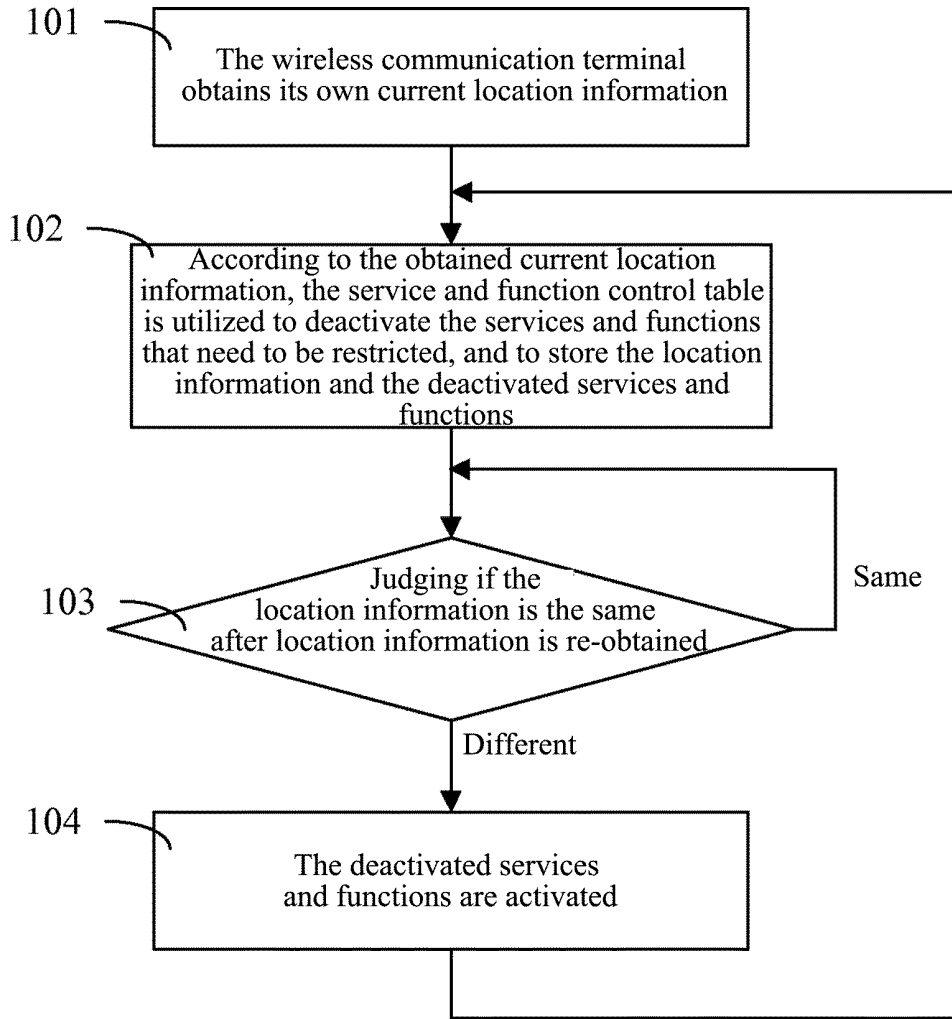 101
The wireless communication terminal
obtains its own current location information
102
According to the obtained current location
information, the service and function control table
is utilized to deactivate the services and functions
that need to be restricted, and to store the location
information and the deactivated services and
functions
103
Judging if the
location information is the same
after location information is re-obtained
Same
Different
104
The deactivated services
and functions are activated